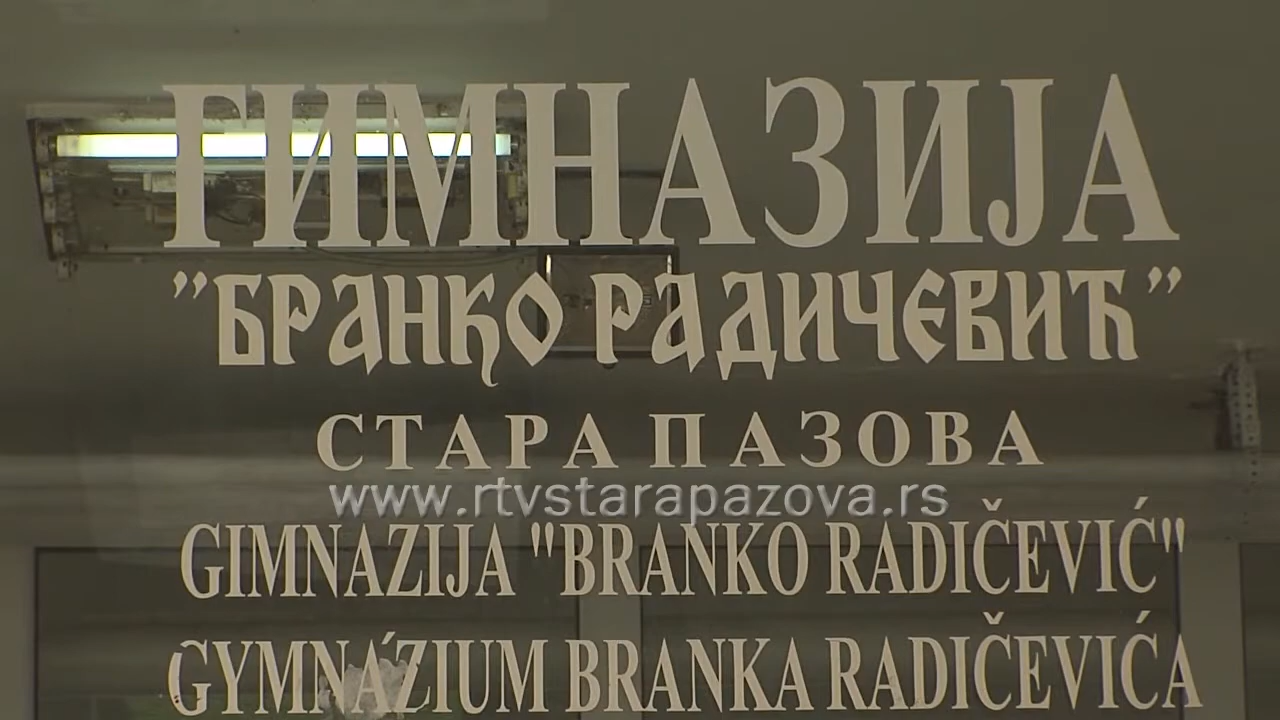 ГИМНАЗИЈА
"БРАНКО РАДИЧЕВИЋ"
СТАРА ПАЗОВА
www.rtvstarapazova.rs
GIMNAZIJA "BRANKO RADIČEVIĆ"
GYMNÁZIUM BRANKA RADIČEVIĆA